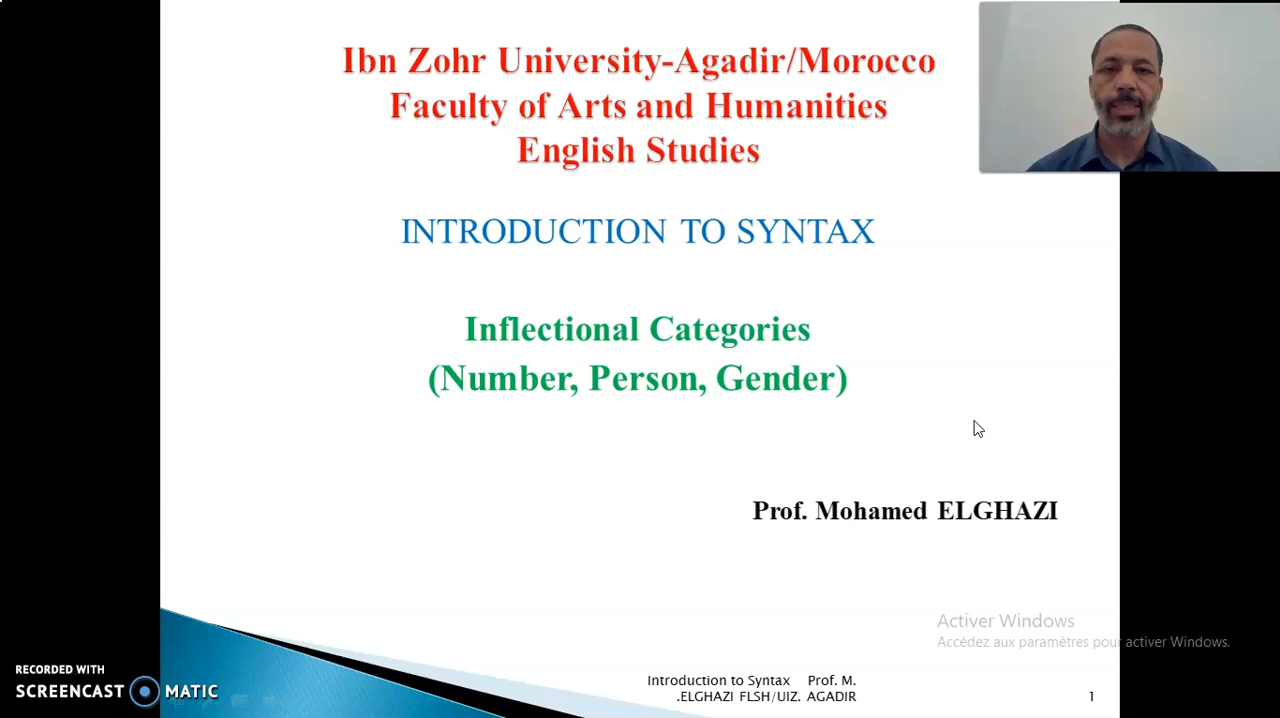 Ibn Zohr University-Agadir/Morocco
Faculty of Arts and Humanities
English Studies
INTRODUCTION TO SYNTAX
Inflectional Categories
(Number, Person, Gender)
Prof. Mohamed ELGHAZI
Activer Windows
Accédez aux paramètres pour activer Windows.
RECORDED WITH
SCREENCAST MATIC
Introduction to Syntax Prof. M.
.ELGHAZI FLSH/UIZ. AGADIR
1